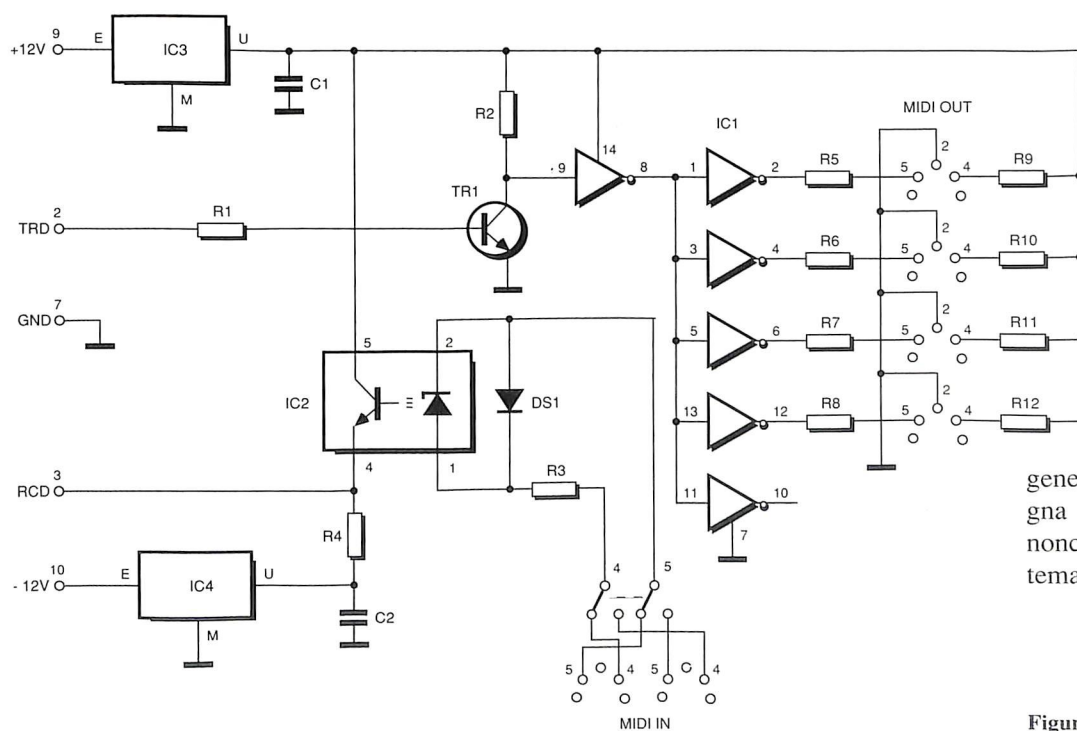 9
+12V
E
IC3
U
M
C1
R2
IC1
MIDI OUT
14
9
8
1
2
R5
5
2
4
R9
TR1
TRD
2
R1
3
4
R6
5
2
4
R10
GND
7
5
6
R7
5
2
4
R11
5
2
IC2
DS1
13
12
R8
5
2
4
R12
4
1
RCD
3
R3
11
10
7
R4
- 12V
10
E
IC4
U
M
C2
4
5
5
4
5
4
MIDI IN
gene
gna
nonc
tema
Figur